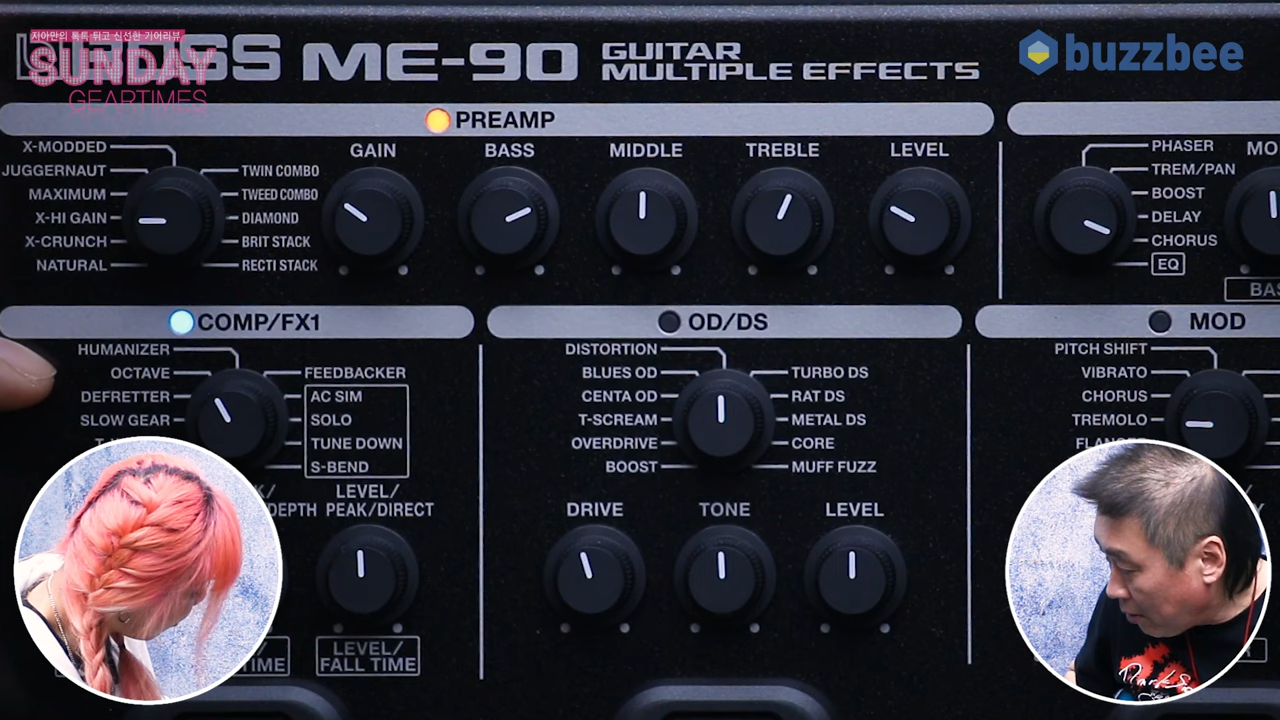 자아만의 톡톡 튀고 신선한 기어리뷰
SUNDAY
GEARTIMES
BOSS ME-90 GUITAR
MULTIPLE EFFECTS
buzzbee
PREAMP
X-MODDED
JUGGERNAUT
MAXIMUM
X-HI GAIN
X-CRUNCH
NATURAL
TWIN COMBO
TWEED COMBO
DIAMOND
BRIT STACK
RECTI STACK
GAIN
BASS
MIDDLE
TREBLE
LEVEL
PHASER
TREM/PAN
BOOST
DELAY
CHORUS
EQ
COMP/FX1
HUMANIZER
OCTAVE
DEFRETTER
SLOW GEAR
FEEDBACKER
AC SIM
SOLO
TUNE DOWN
S-BEND
DEPTH
LEVEL/
PEAK/DIRECT
TIME
LEVEL/
FALL TIME
OD/DS
DISTORTION
BLUES OD
CENTA OD
T-SCREAM
OVERDRIVE
BOOST
TURBO DS
RAT DS
METAL DS
CORE
MUFF FUZZ
DRIVE
TONE
LEVEL
MOD
PITCH SHIFT
VIBRATO
CHORUS
TREMOLO